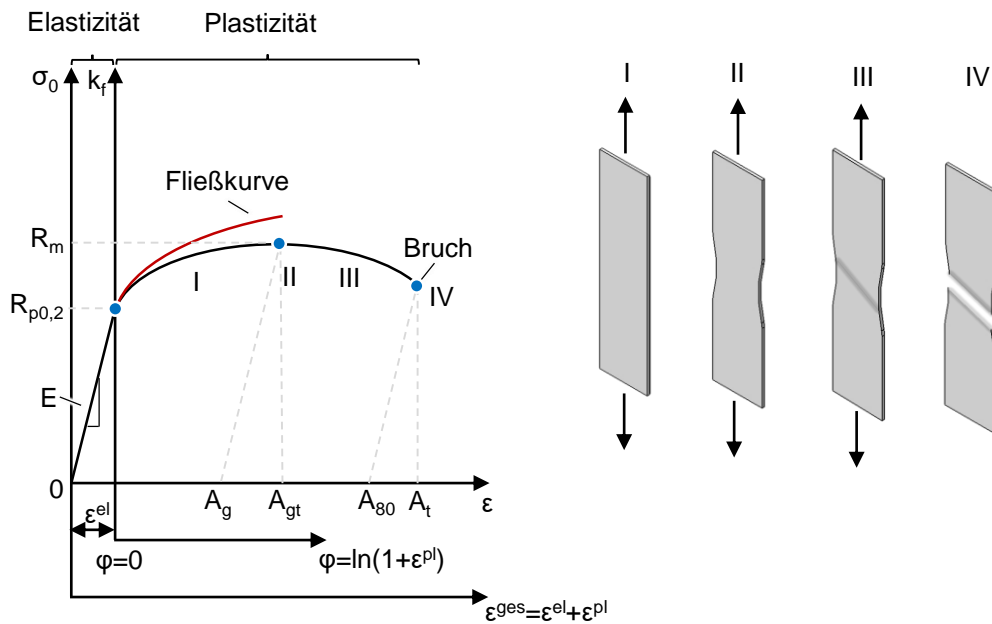 Elastizität Plastizität
σ0 kf
I II III IV
Fließkurve
Rm
Bruch
I II III
IV
Rp0,2
E
0
Ag Agt A80 At ε
εel
φ=0 φ=ln(1+εpl)
εges=εel+εpl